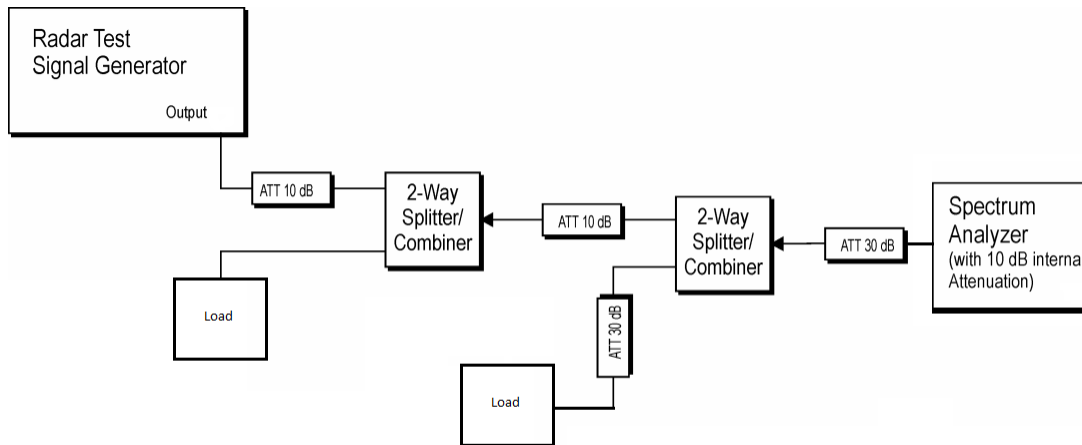 Radar Test
Signal Generator
Output
ATT 10 dB
2-Way
Splitter/
Combiner
ATT 10 dB
2-Way
Splitter/
Combiner
ATT 30 dB
Spectrum
Analyzer
(with 10 dB interna
Attenuation)
Load
ATT 30 dB
Load